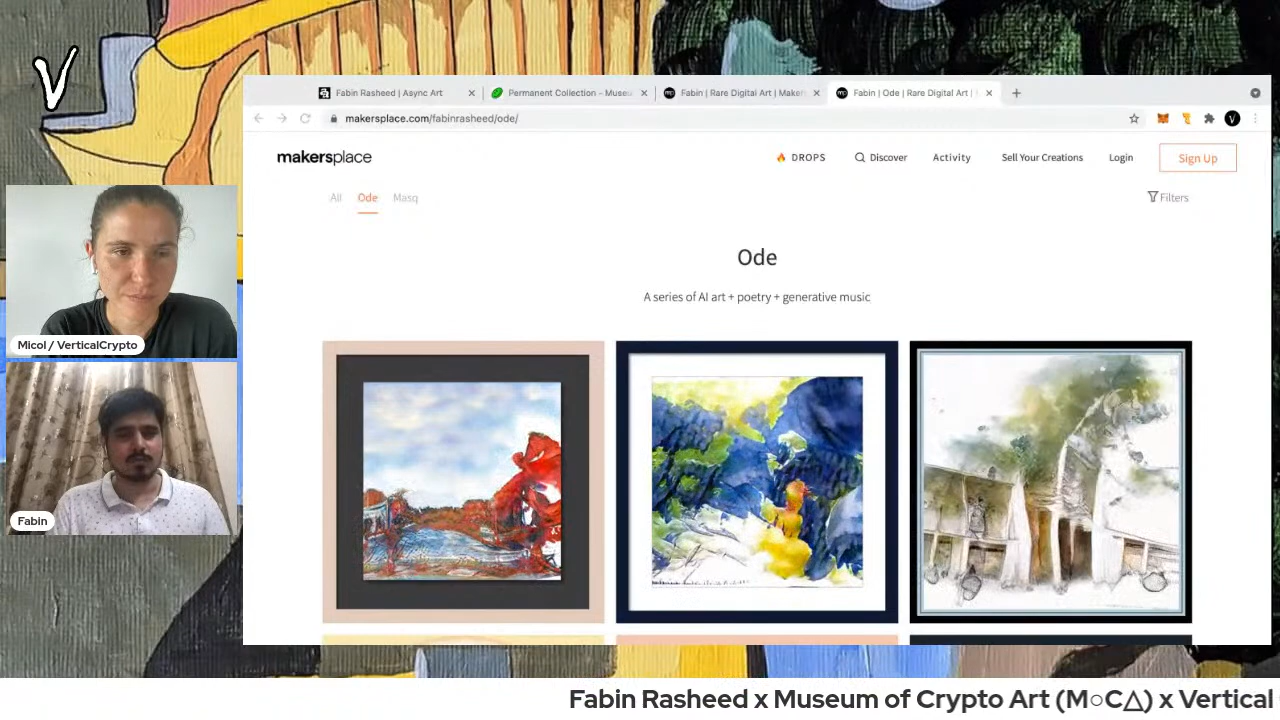 V
Fabin Rasheed | Async Art
Permanent Collection – Museu
Fabin | Rare Digital Art | Maker
Fabin | Ode | Rare Digital Art |
makersplace.com/fabinrasheed/ode/
V
makersplace
DROPS
Discover
Activity
Sell Your Creations
Login
Sign Up
All
Ode
Masq
Filters
Ode
A series of AI art + poetry + generative music
Micol / VerticalCrypto
Fabin
Fabin Rasheed x Museum of Crypto Art (M○C△) x Vertical